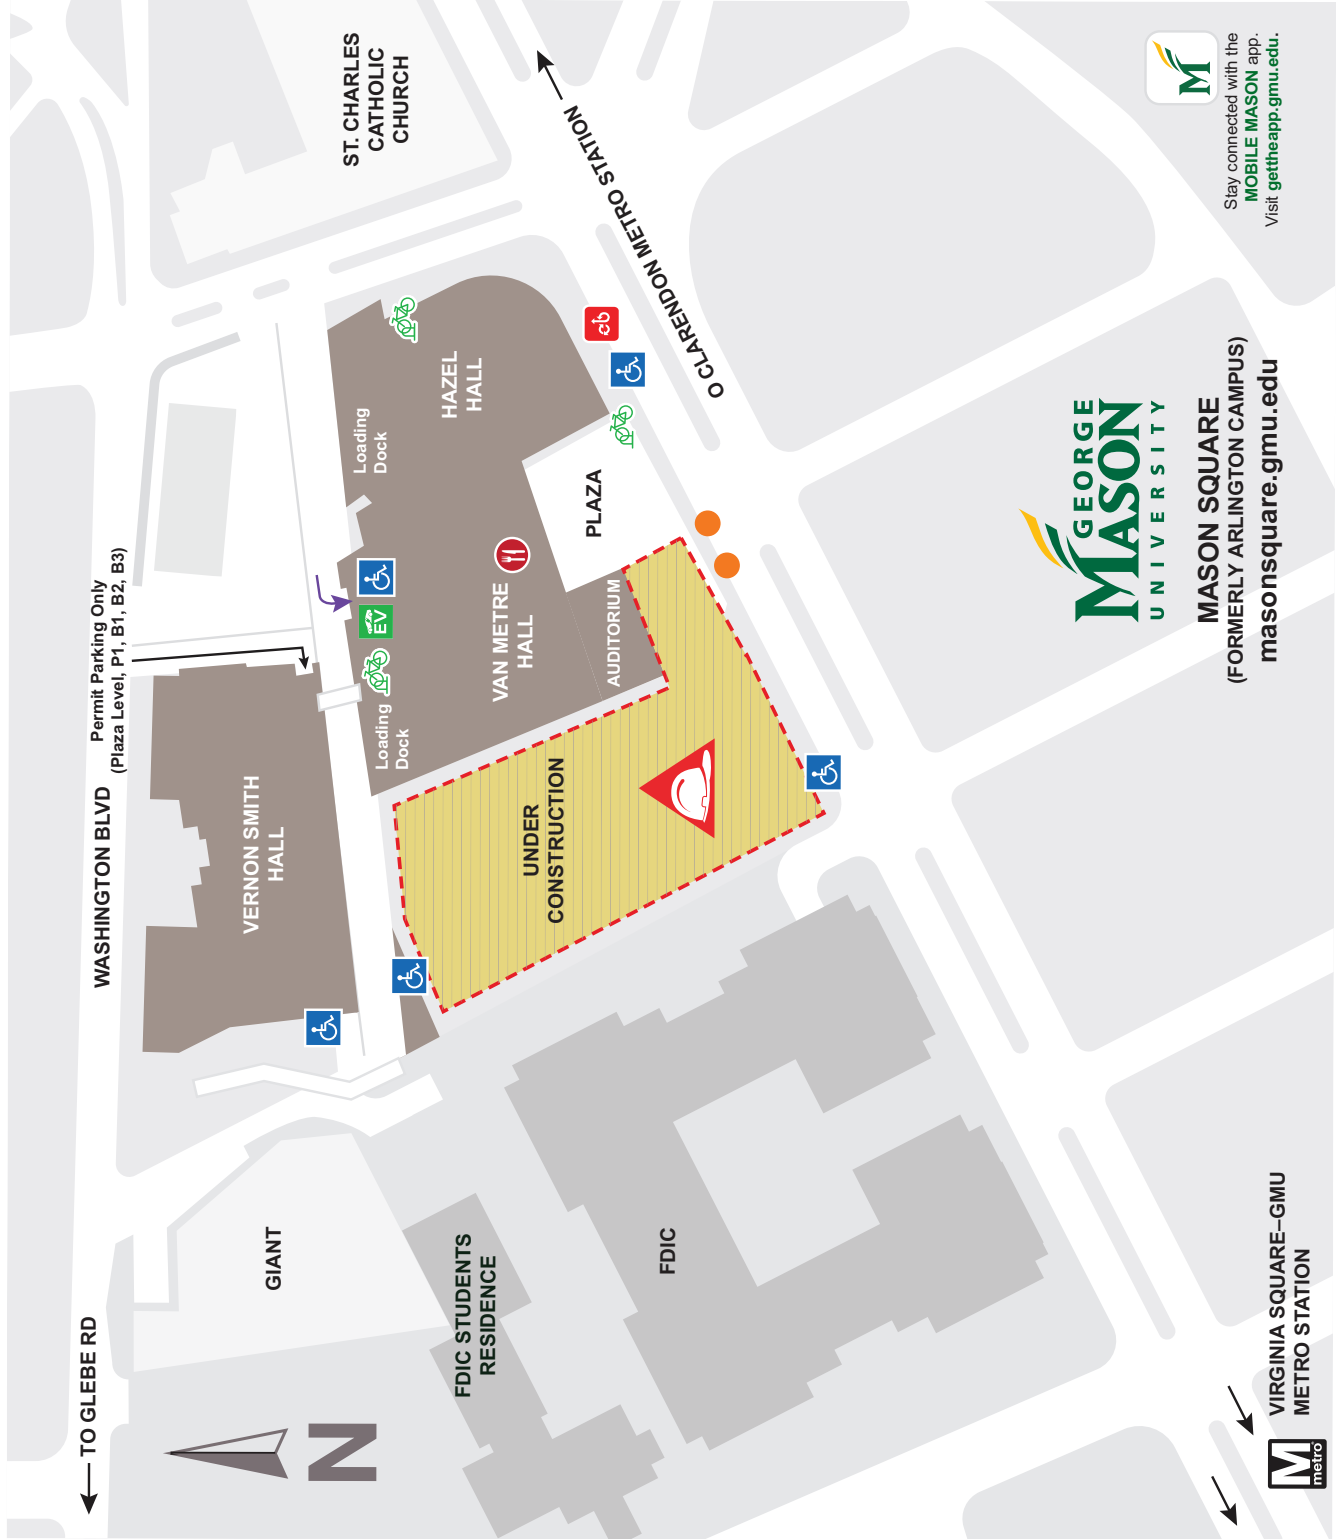 TO GLEBE RD
WASHINGTON BLVD
Permit Parking Only
(Plaza Level, P1, B1, B2, B3)
ST. CHARLES
CATHOLIC
CHURCH
VERNON SMITH
HALL
Loading
Dock
HAZEL
HALL
EV
Loading
Dock
VAN METRE
HALL
PLAZA
AUDITORIUM
UNDER
CONSTRUCTION
cb
O CLARENDON METRO STATION
GIANT
FDIC STUDENTS
RESIDENCE
FDIC
N
VIRGINIA SQUARE–GMU
METRO STATION
M
metro
GEORGE
MASON
UNIVERSITY
MASON SQUARE
(FORMERLY ARLINGTON CAMPUS)
masonsquare.gmu.edu
M
Stay connected with the
MOBILE MASON app.
Visit gettheapp.gmu.edu.